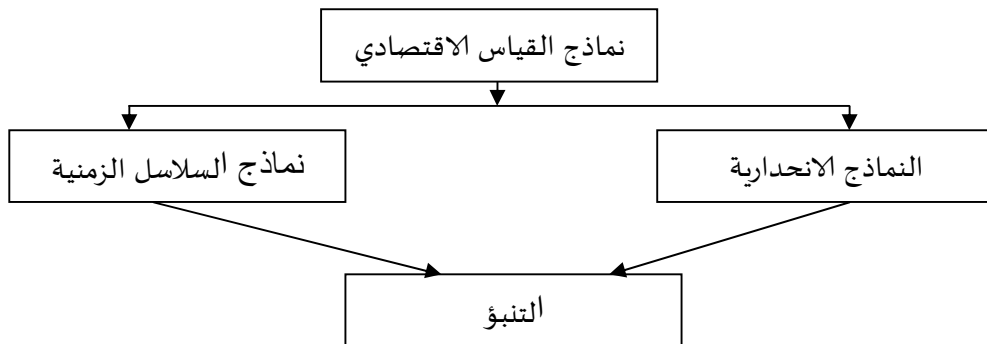 نماذج القياس الاقتصادي
النماذج الانحدارية
نماذج السلاسل الزمنية
التنبؤ